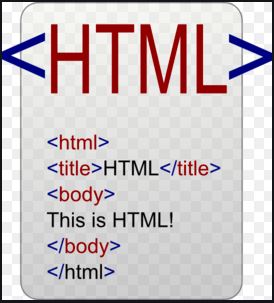 <HTML>
<html>
<title>HTML</title>
<body>
This is HTML!
</body>
</html>